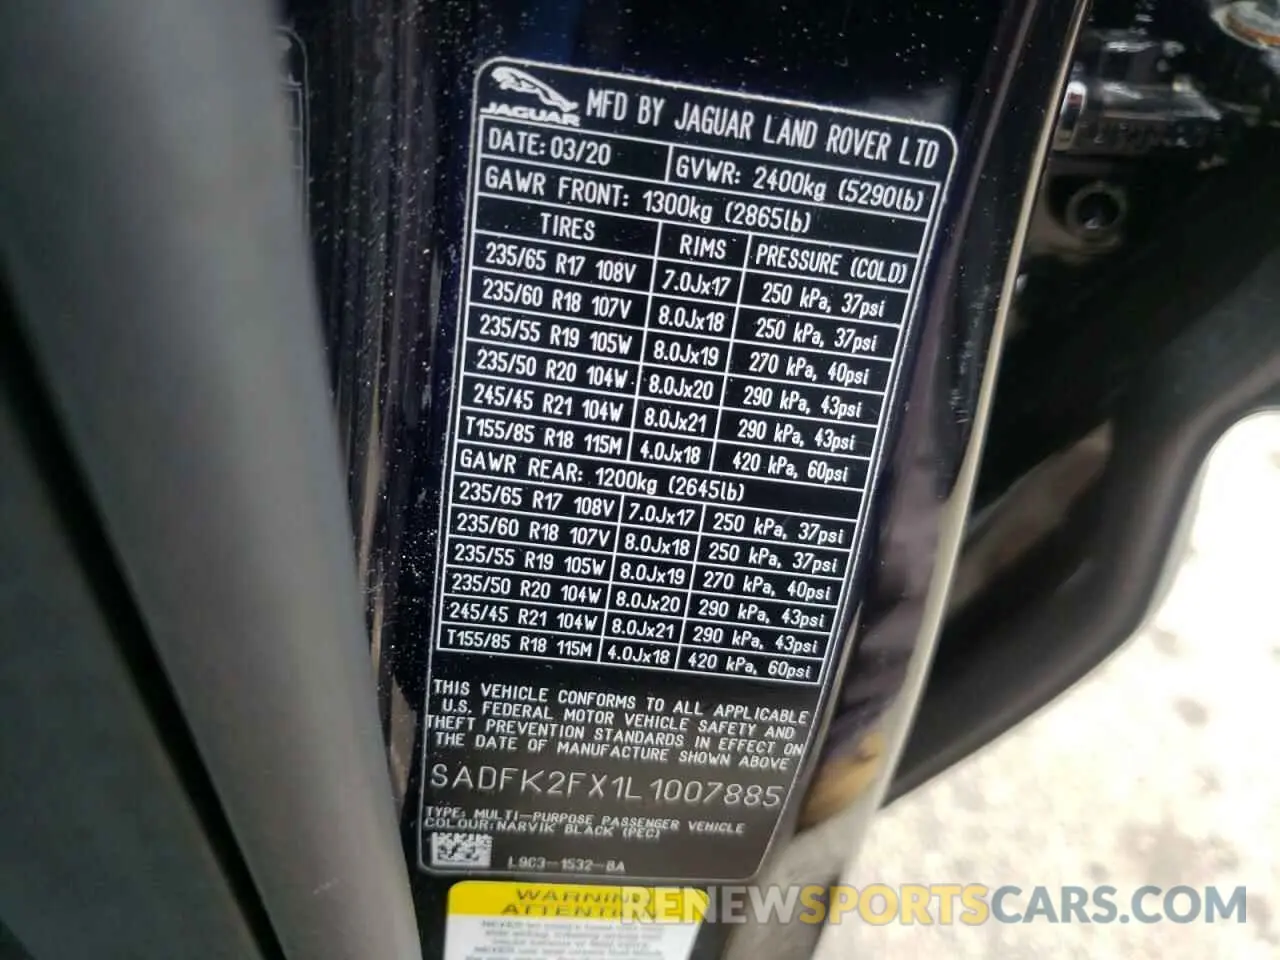 JAGUAR
MFD BY JAGUAR LAND ROVER LTD
DATE: 03/20 GVWR: 2400kg (5290lb)
GAWR FRONT: 1300kg (2865lb)
TIRES RIMS PRESSURE (COLD)
235/65 R17 108V 7.0Jx17 250 kPa, 37psi
235/60 R18 107V 8.0Jx18 250 kPa, 37psi
235/55 R19 105W 8.0Jx19 270 kPa, 40psi
235/50 R20 104W 8.0Jx20 290 kPa, 43psi
245/45 R21 104W 8.0Jx21 290 kPa, 43psi
T155/85 R18 115M 4.0Jx18 420 kPa, 60psi
GAWR REAR: 1200kg (2645lb)
235/65 R17 108V 7.0Jx17 250 kPa, 37psi
235/60 R18 107V 8.0Jx18 250 kPa, 37psi
235/55 R19 105W 8.0Jx19 270 kPa, 40psi
235/50 R20 104W 8.0Jx20 290 kPa, 43psi
245/45 R21 104W 8.0Jx21 290 kPa, 43psi
T155/85 R18 115M 4.0Jx18 420 kPa, 60psi
THIS VEHICLE CONFORMS TO ALL APPLICABLE
U.S. FEDERAL MOTOR VEHICLE SAFETY AND
THEFT PREVENTION STANDARDS IN EFFECT ON
THE DATE OF MANUFACTURE SHOWN ABOVE
SADFK2FX1L1007885
TYPE: MULTI-PURPOSE PASSENGER VEHICLE
COLOUR: NARVIK BLACK (PEC)
L9C3-1532-BA
WARNING
ATTENTION
RENEWSPORTSCARS.COM